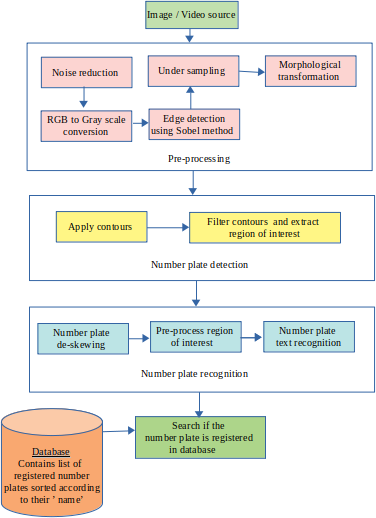 Image / Video source
Noise reduction
RGB to Gray scale
conversion
Edge detection
using Sobel method
Under sampling
Morphological
transformation
Pre-processing
Apply contours
Filter contours and extract
region of interest
Number plate detection
Number plate
de-skewing
Pre-process region
of interest
Number plate
text recognition
Number plate recognition
Database
Contains list of
registered number
plates sorted according
to their ’ name’
Search if the
number plate is registered
in database